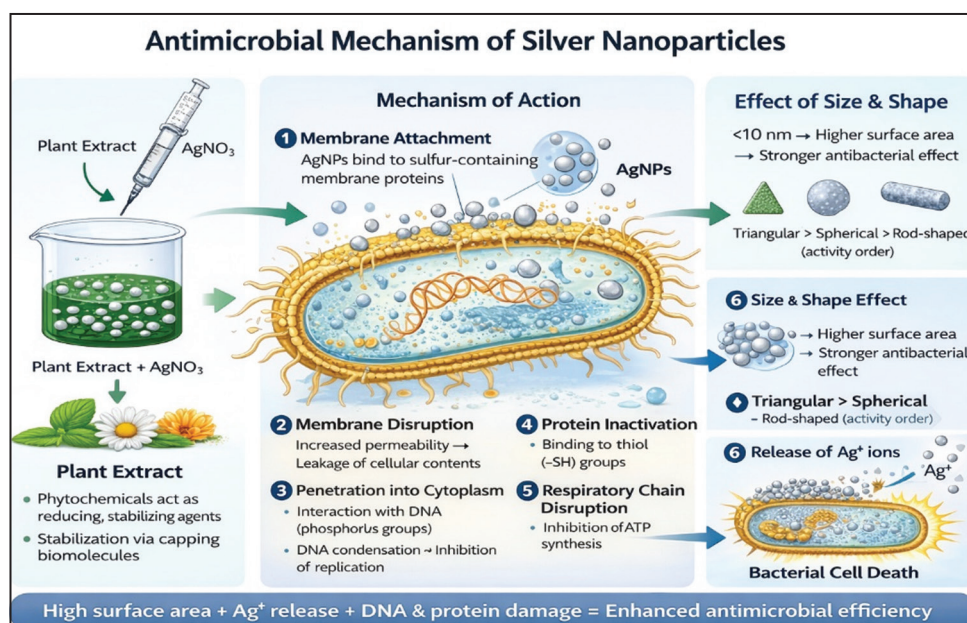 Antimicrobial Mechanism of Silver Nanoparticles
Plant Extract
AgNO₃
Plant Extract + AgNO₃
Plant Extract
• Phytochemicals act as
reducing, stabilizing agents
• Stabilization via capping
biomolecules
Mechanism of Action
1 Membrane Attachment
AgNPs bind to sulfur-containing
membrane proteins
AgNPs
2 Membrane Disruption
Increased permeability →
Leakage of cellular contents
3 Penetration into Cytoplasm
• Interaction with DNA
(phosphorus groups)
• DNA condensation → Inhibition
of replication
4 Protein Inactivation
• Binding to thiol
(–SH) groups
5 Respiratory Chain
Disruption
• Inhibition of ATP
synthesis
Effect of Size & Shape
<10 nm → Higher surface area
→ Stronger antibacterial effect
Triangular > Spherical > Rod-shaped
(activity order)
6 Size & Shape Effect
→ Higher surface area
→ Stronger antibacterial
effect
♦ Triangular > Spherical
– Rod-shaped (activity order)
6 Release of Ag⁺ ions
Ag⁺
Bacterial Cell Death
High surface area + Ag⁺ release + DNA & protein damage = Enhanced antimicrobial efficiency